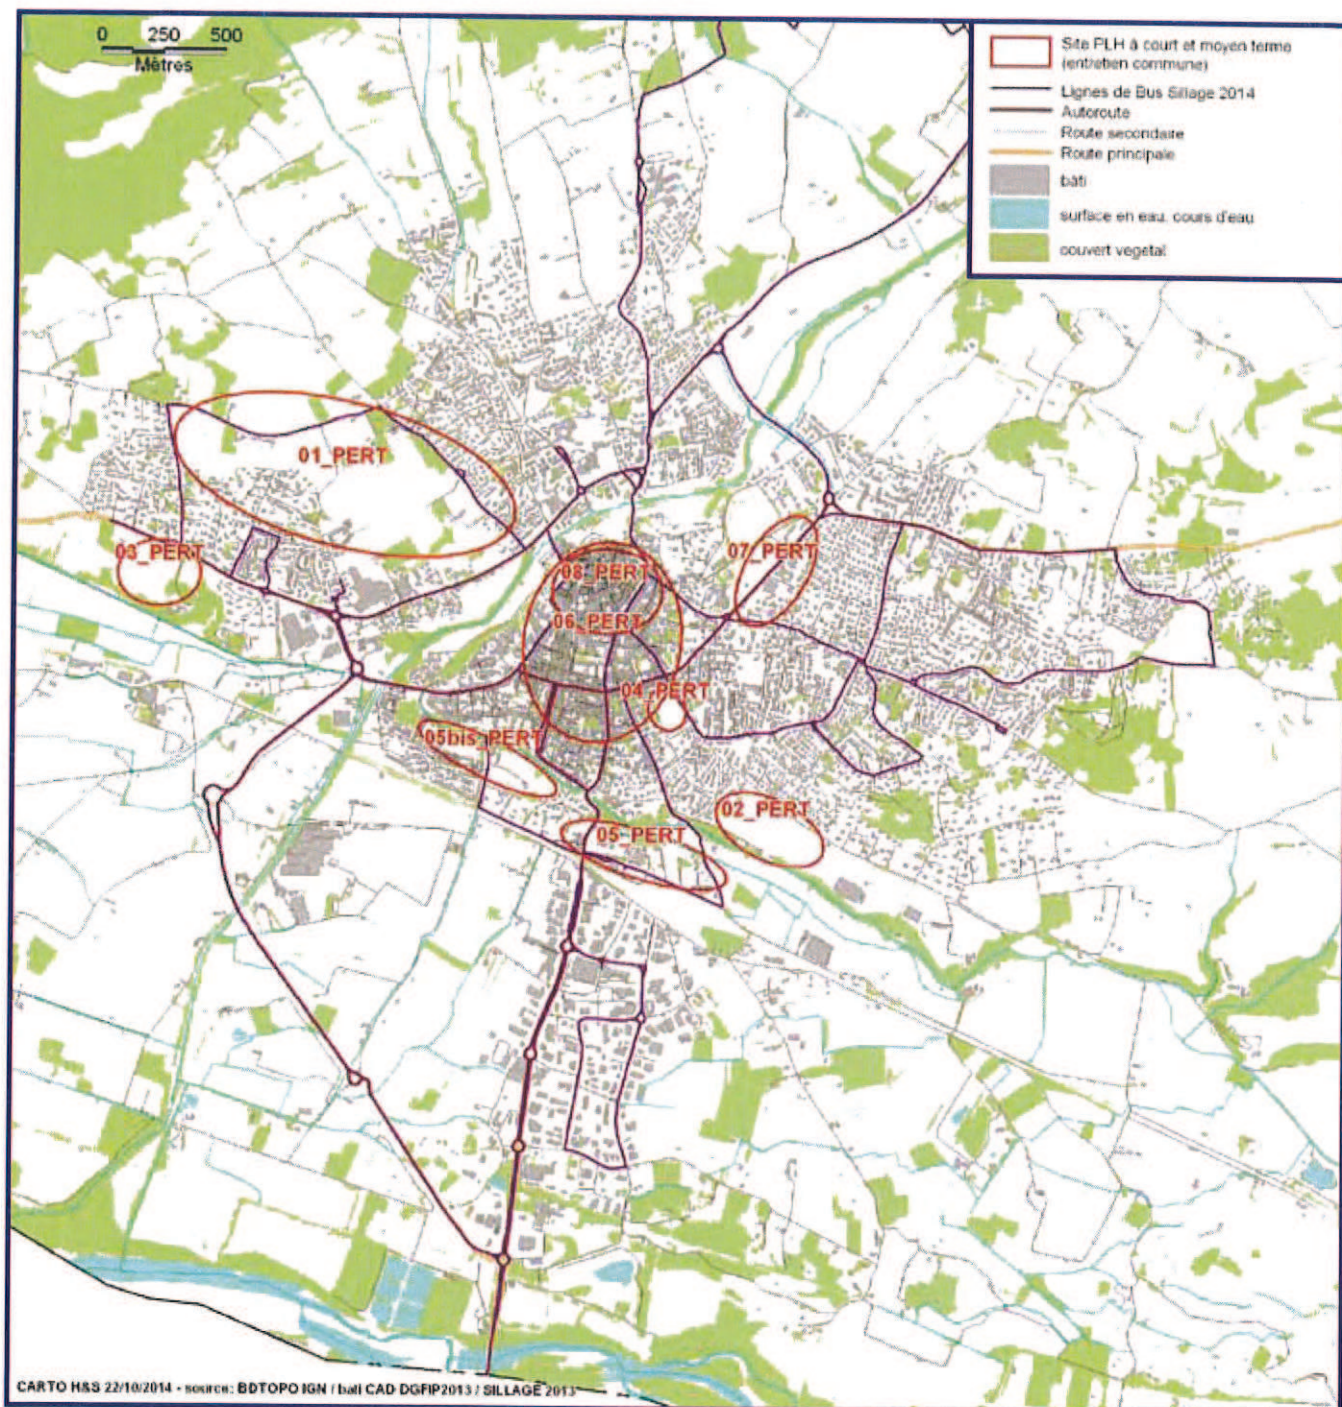 0 250 500
Mètres
Site PLH à court et moyen terme
(entretien commune)
Lignes de Bus Sillage 2014
Autoroute
Route secondaire
Route principale
bâti
surface en eau, cours d'eau
couvert vegetal
01_PERT
03_PERT
07_PERT
08_PERT
06_PERT
04_PERT
05bis_PERT
02_PERT
05_PERT
CARTO H&S 22/10/2014 - source: BDTOPO IGN / bati CAD DGFIP2013 / SILLAGE 2013